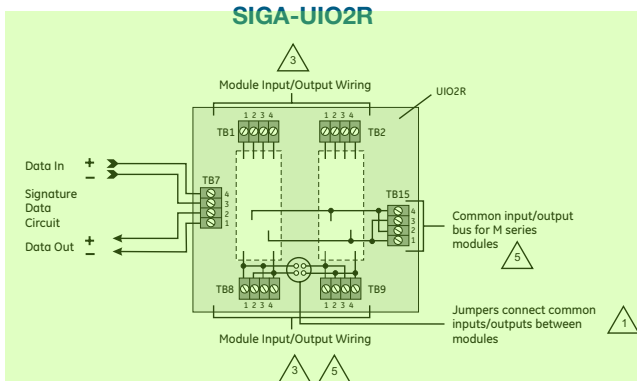 SIGA-UIO2R
3
Module Input/Output Wiring
UIO2R
1 2 3 4
1 2 3 4
TB1
TB2
Data In + −
Signature
Data
Circuit
Data Out + −
TB7
4
3
2
1
TB15
4
3
2
1
Common input/output
bus for M series
modules
5
TB8
TB9
1 2 3 4
1 2 3 4
Jumpers connect common
inputs/outputs between
modules
1
Module Input/Output Wiring
3
5